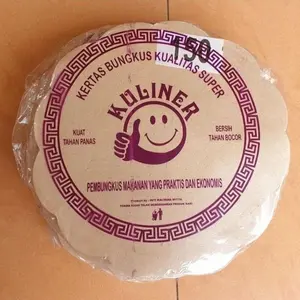 150
KERTAS BUNGKUS KUALITAS SUPER
KULINER
KUAT
TAHAN PANAS
BERSIH
TAHAN BOCOR
PEMBUNGKUS MAKANAN YANG PRAKTIS DAN EKONOMIS